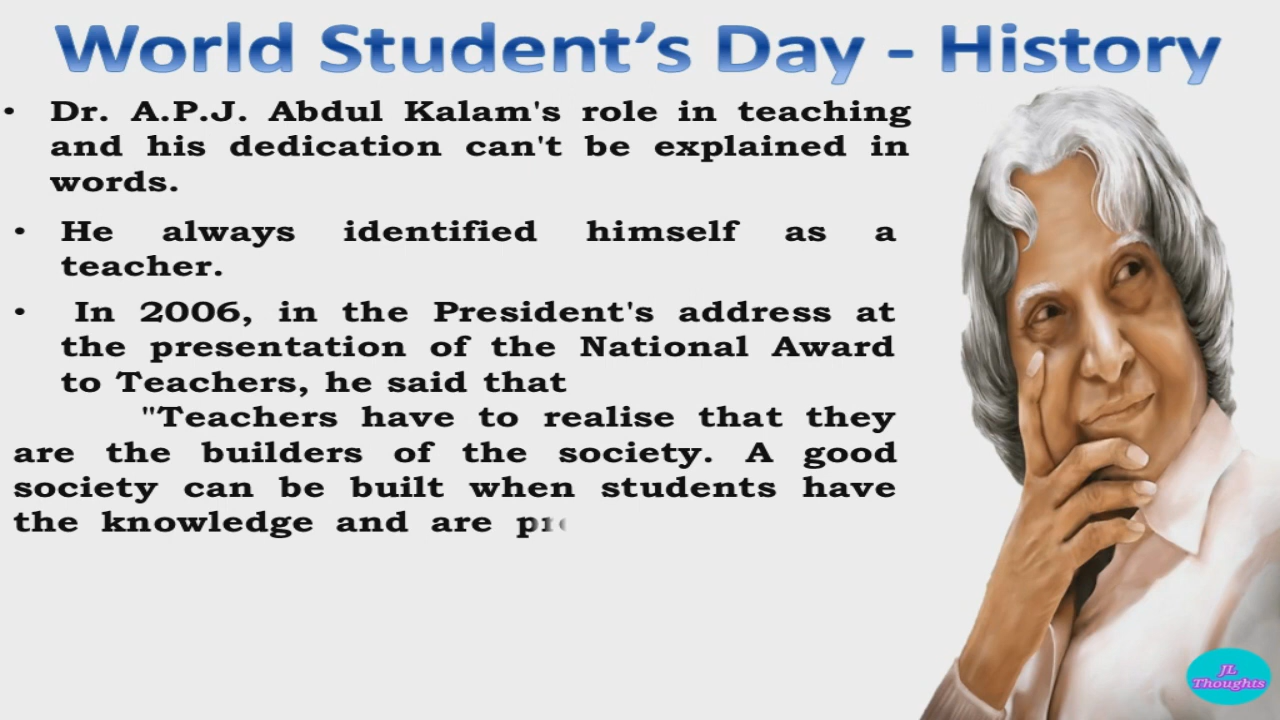 World Student’s Day - History
• Dr. A.P.J. Abdul Kalam's role in teaching
and his dedication can't be explained in
words.
• He always identified himself as a
teacher.
• In 2006, in the President's address at
the presentation of the National Award
to Teachers, he said that
"Teachers have to realise that they
are the builders of the society. A good
society can be built when students have
the knowledge and are
JL
Thoughts